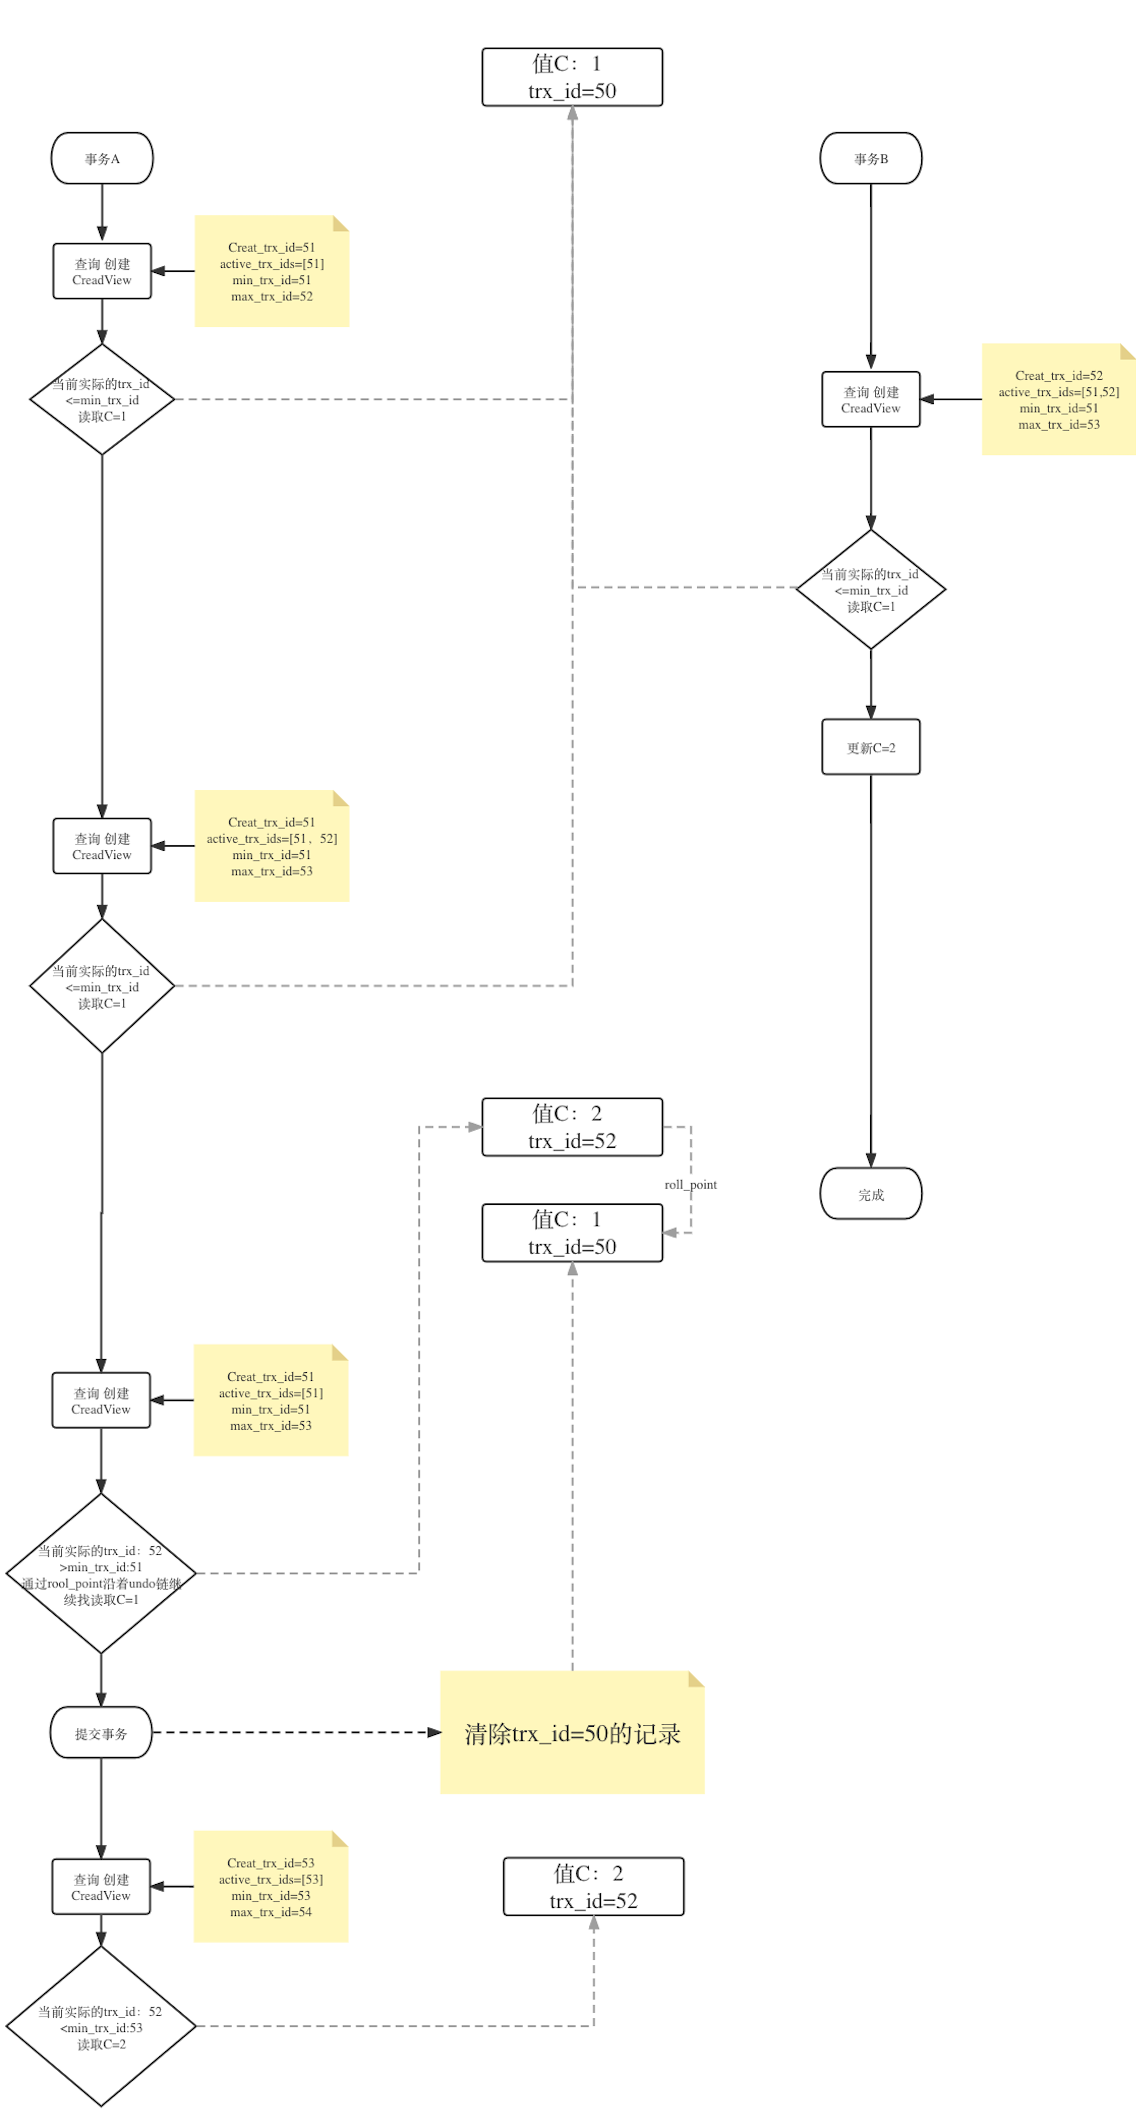 值C：1
trx_id=50
事务A
事务B
Creat_trx_id=51
active_trx_ids=[51]
min_trx_id=51
max_trx_id=52
查询 创建
CreadView
当前实际的trx_id
<=min_trx_id
读取C=1
Creat_trx_id=52
active_trx_ids=[51,52]
min_trx_id=51
max_trx_id=53
查询 创建
CreadView
当前实际的trx_id
<=min_trx_id
读取C=1
更新C=2
Creat_trx_id=51
active_trx_ids=[51，52]
min_trx_id=51
max_trx_id=53
查询 创建
CreadView
当前实际的trx_id
<=min_trx_id
读取C=1
值C：2
trx_id=52
roll_point
值C：1
trx_id=50
完成
Creat_trx_id=51
active_trx_ids=[51]
min_trx_id=51
max_trx_id=53
查询 创建
CreadView
当前实际的trx_id：52
>min_trx_id:51
通过rool_point沿着undo链继
续找读取C=1
提交事务
清除trx_id=50的记录
Creat_trx_id=53
active_trx_ids=[53]
min_trx_id=53
max_trx_id=54
查询 创建
CreadView
值C：2
trx_id=52
当前实际的trx_id：52
<min_trx_id:53
读取C=2